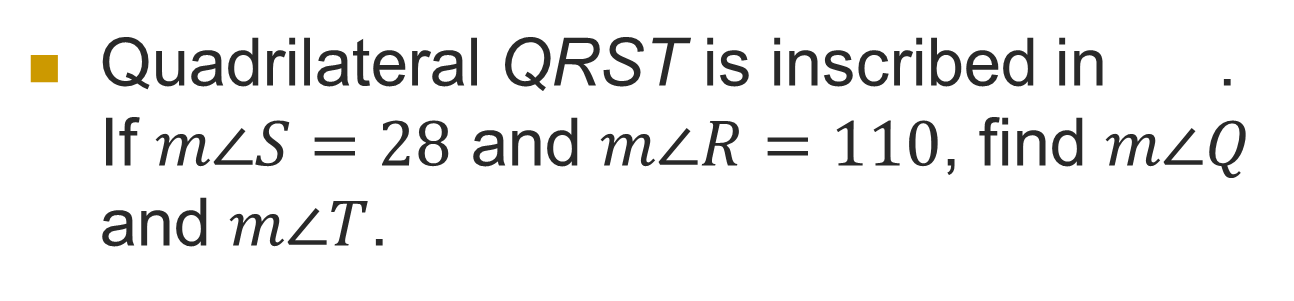 Quadrilateral QRST is inscribed in .
If m∠S = 28 and m∠R = 110, find m∠Q
and m∠T.